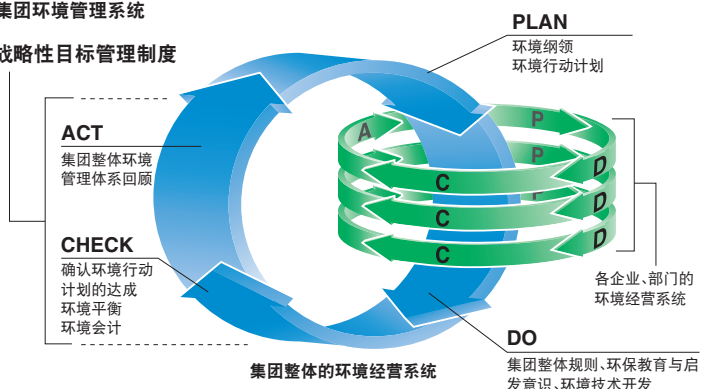 集团环境管理系统
战略性目标管理制度
PLAN
环境纲领
环境行动计划
ACT
集团整体环境
管理体系回顾
A
P
P
P
C
D
C
D
C
D
CHECK
确认环境行动
计划的达成
环境平衡
环境会计
各企业、部门的
环境经营系统
DO
集团整体规则、环保教育与启
发意识、环境技术开发
集团整体的环境经营系统